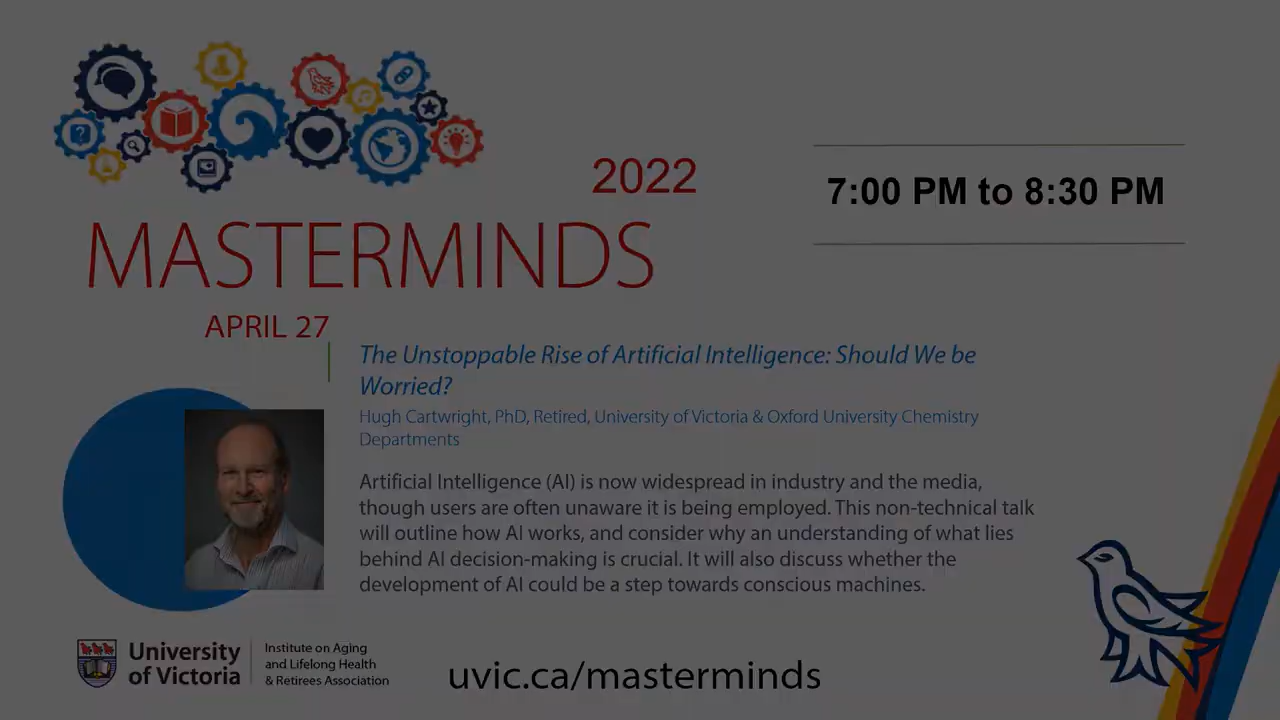 2022
7:00 PM to 8:30 PM
MASTERMINDS
APRIL 27
The Unstoppable Rise of Artificial Intelligence: Should We be
Worried?
Hugh Cartwright, PhD, Retired, University of Victoria & Oxford University Chemistry
Departments
Artificial Intelligence (AI) is now widespread in industry and the media,
though users are often unaware it is being employed. This non-technical talk
will outline how AI works, and consider why an understanding of what lies
behind AI decision-making is crucial. It will also discuss whether the
development of AI could be a step towards conscious machines.
University
of Victoria
Institute on Aging
and Lifelong Health
& Retirees Association
uvic.ca/masterminds